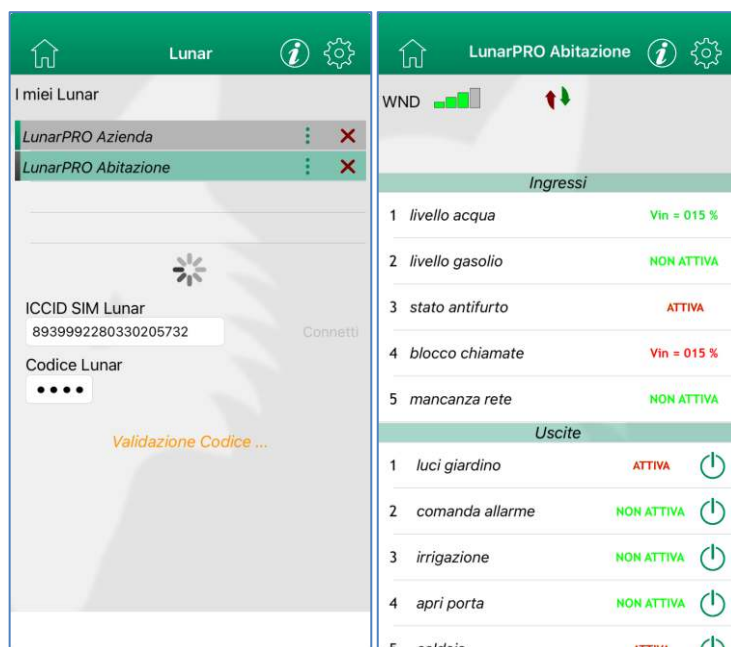 Lunar
I miei Lunar
LunarPRO Azienda
LunarPRO Abitazione
ICCID SIM Lunar
8939992280330205732
Connetti
Codice Lunar
Validazione Codice ...
LunarPRO Abitazione
WND
Ingressi
1 livello acqua Vin = 015 %
2 livello gasolio NON ATTIVA
3 stato antifurto ATTIVA
4 blocco chiamate Vin = 015 %
5 mancanza rete NON ATTIVA
Uscite
1 luci giardino ATTIVA
2 comanda allarme NON ATTIVA
3 irrigazione NON ATTIVA
4 apri porta NON ATTIVA